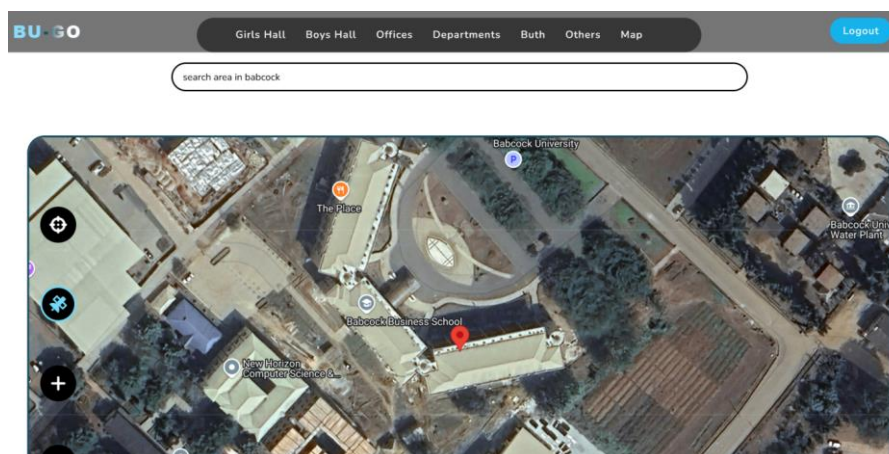 BU-GO
Girls Hall Boys Hall Offices Departments Buth Others Map
Logout
search area in babcock
Babcock University
P
The Place
Babcock Univ
Water Plant
Babcock Business School
New Horizon
Computer Science &...